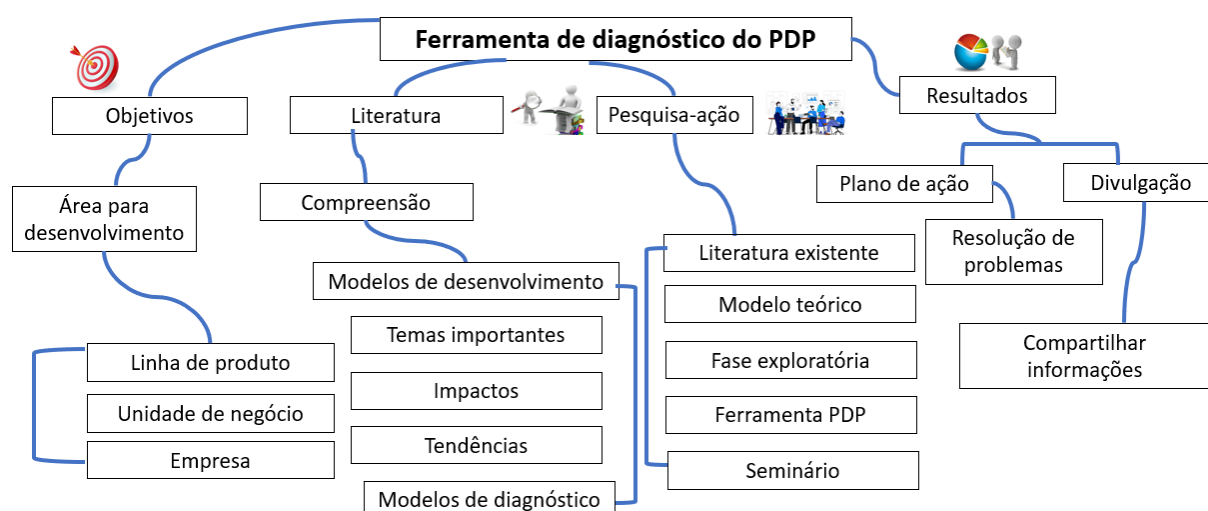 Ferramenta de diagnóstico do PDP
Objetivos
Literatura
Pesquisa-ação
Resultados
Área para
desenvolvimento
Compreensão
Plano de ação
Divulgação
Modelos de desenvolvimento
Literatura existente
Resolução de
problemas
Temas importantes
Modelo teórico
Linha de produto
Fase exploratória
Compartilhar
informações
Impactos
Unidade de negócio
Ferramenta PDP
Tendências
Empresa
Seminário
Modelos de diagnóstico